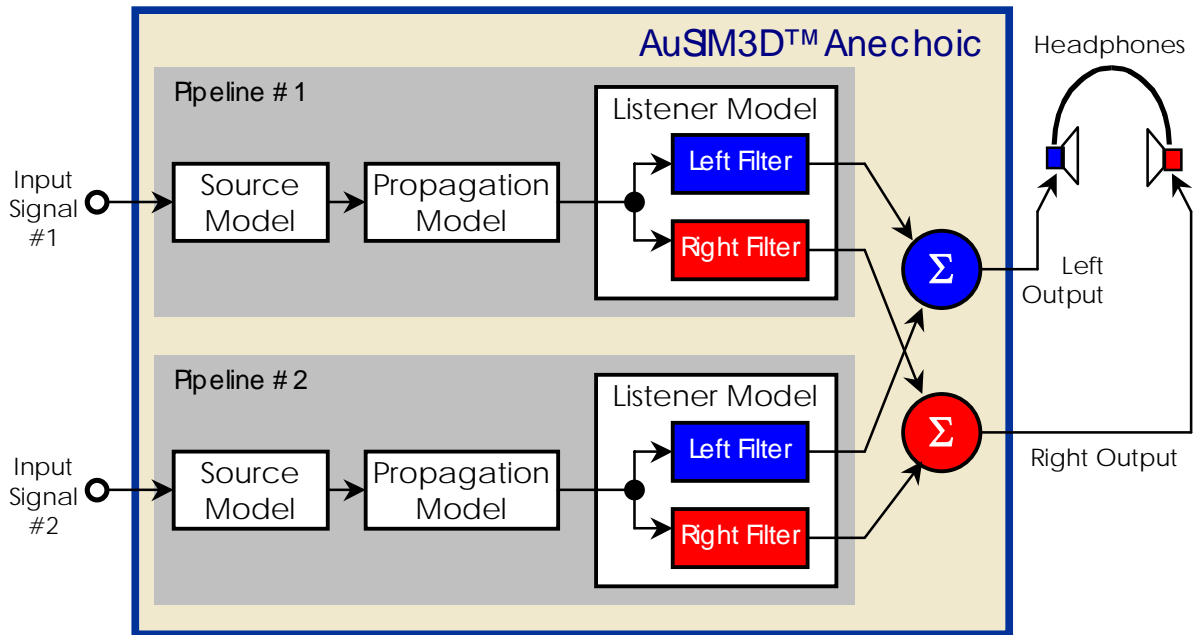 AuSIM3D™ Anechoic
Headphones
Pipeline #1
Listener Model
Left Filter
Right Filter
Input
Signal
#1
Source
Model
Propagation
Model
Σ
Left
Output
Pipeline #2
Listener Model
Left Filter
Right Filter
Input
Signal
#2
Source
Model
Propagation
Model
Σ
Right Output